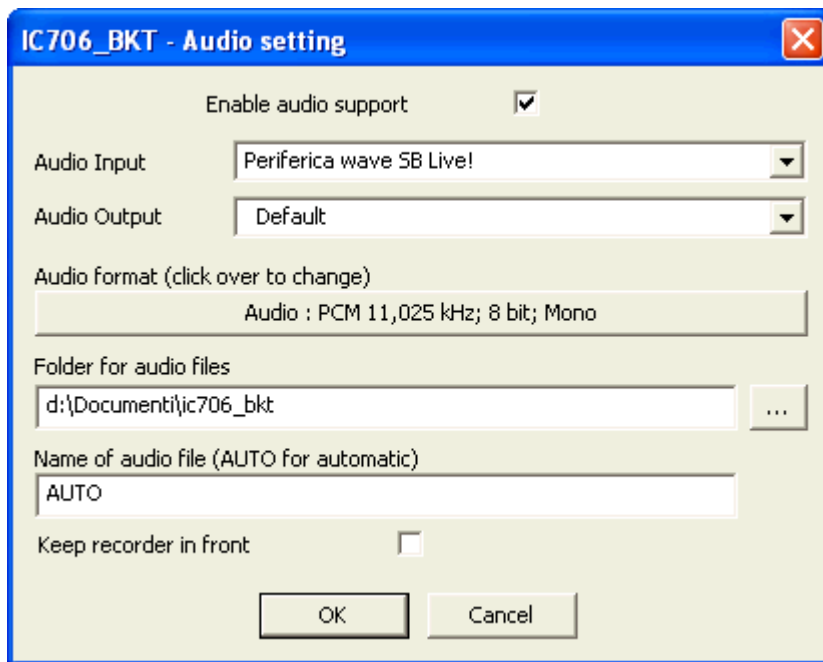 IC706_BKT - Audio setting
Enable audio support
Audio Input
Periferica wave SB Live!
Audio Output
Default
Audio format (click over to change)
Audio : PCM 11,025 kHz; 8 bit; Mono
Folder for audio files
d:\Documenti\ic706_bkt
...
Name of audio file (AUTO for automatic)
AUTO
Keep recorder in front
OK
Cancel